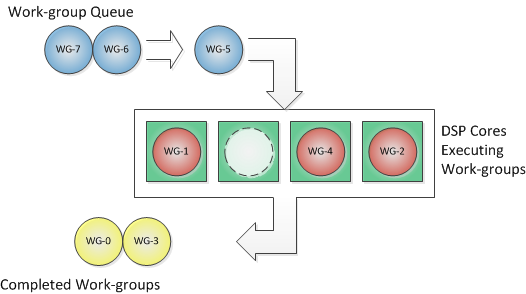 Work-group Queue
WG-7 WG-6 WG-5
WG-1 WG-4 WG-2
DSP Cores
Executing
Work-groups
WG-0 WG-3
Completed Work-groups